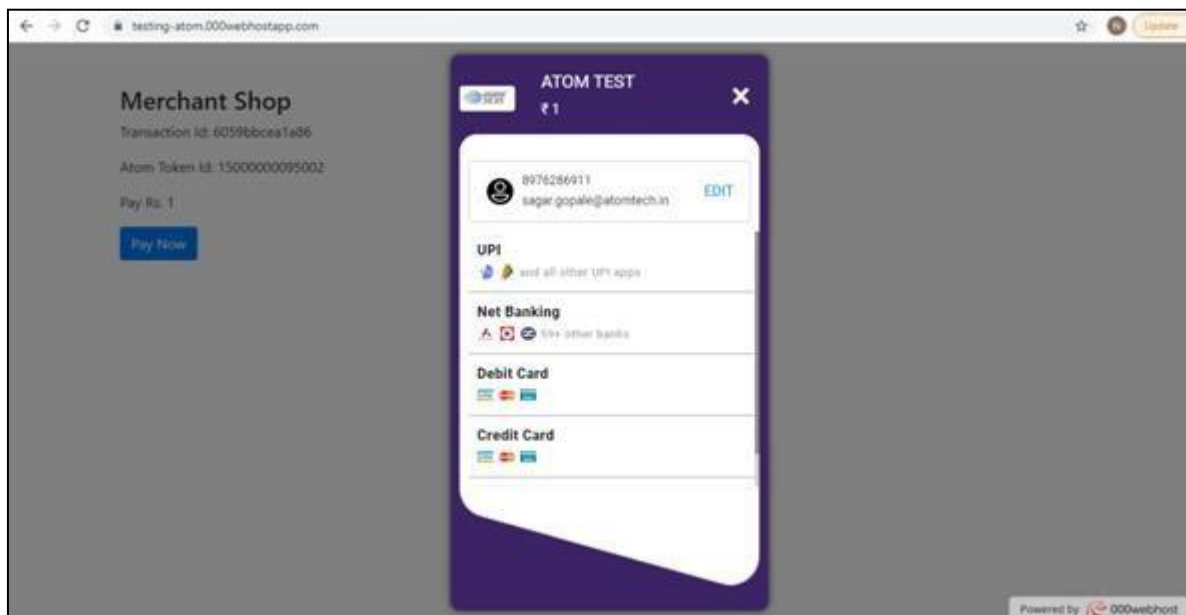 testing-atom.000webhostapp.com
Update
Merchant Shop
Transaction Id: 6059bbcea1a86
Atom Token Id: 15000000095002
Pay Rs. 1
Pay Now
ATOM TEST
₹ 1
8976286911
sagar.gopale@atomtech.in
EDIT
UPI
and all other UPI apps
Net Banking
59+ other banks
Debit Card
Credit Card
Powered by 000webhost